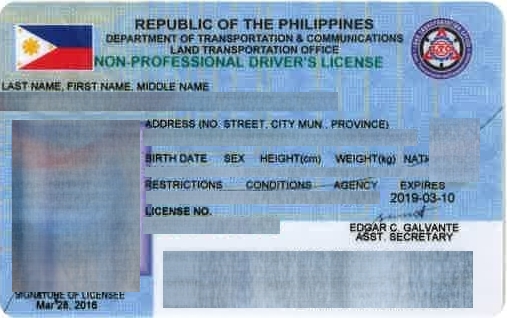 REPUBLIC OF THE PHILIPPINES
DEPARTMENT OF TRANSPORTATION & COMMUNICATIONS
LAND TRANSPORTATION OFFICE
NON-PROFESSIONAL DRIVER'S LICENSE
LAST NAME, FIRST NAME, MIDDLE NAME
ADDRESS (NO. STREET, CITY MUN., PROVINCE)
BIRTH DATE SEX HEIGHT(cm) WEIGHT(kg)
RESTRICTIONS CONDITIONS AGENCY EXPIRES
2019-03-10
LICENSE NO.
EDGAR C. GALVANTE
ASST. SECRETARY
SIGNATURE OF LICENSEE
Mar 28, 2016